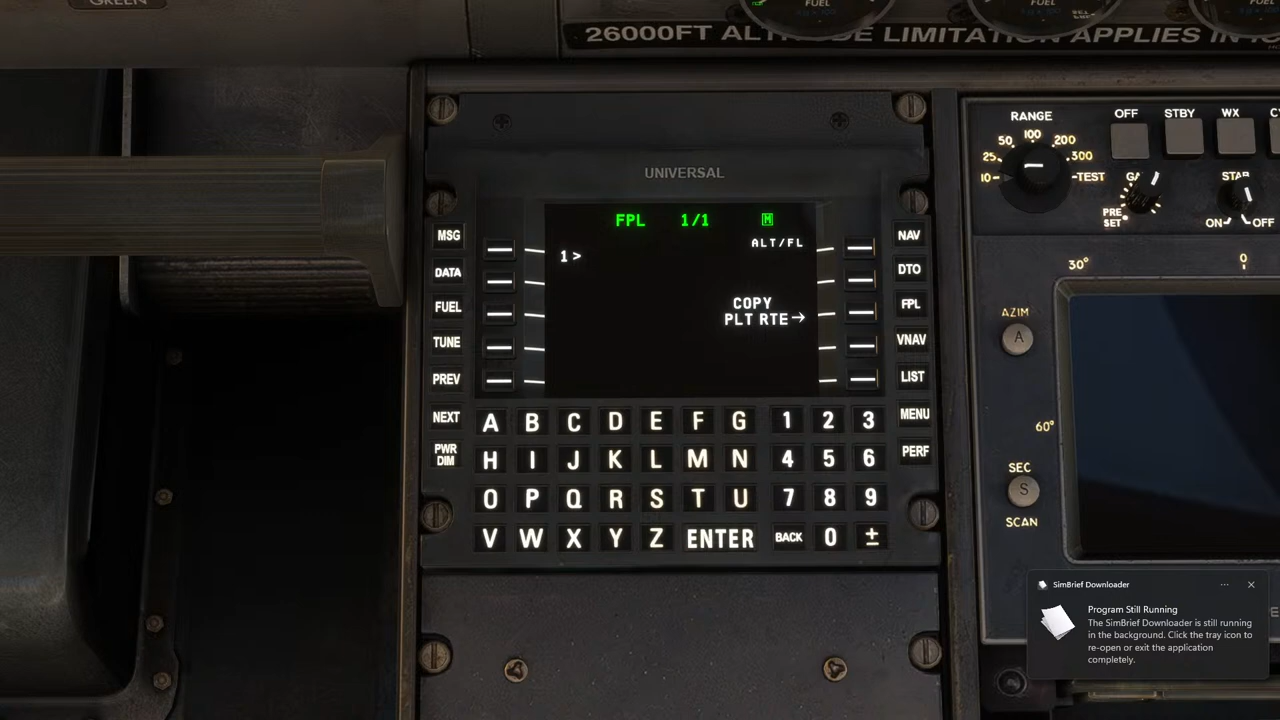 GREEN
FUEL
FUEL
FUEL
26000FT ALTITUDE LIMITATION APPLIES IN
UNIVERSAL
FPL 1/1 M
ALT/FL
1>
COPY
PLT RTE→
MSG
DATA
FUEL
TUNE
PREV
NEXT
PWR
DIM
NAV
DTO
FPL
VNAV
LIST
MENU
PERF
A B C D E F G 1 2 3
H I J K L M N 4 5 6
O P Q R S T U 7 8 9
V W X Y Z ENTER BACK 0 ±
RANGE
10 25 50 100 200 300 TEST
OFF STBY WX
PRE
SET
STAB
ON OFF
30° 0
AZIM
A
60°
SEC
S
SCAN
SimBrief Downloader
Program Still Running
The SimBrief Downloader is still running
in the background. Click the tray icon to
re-open or exit the application
completely.